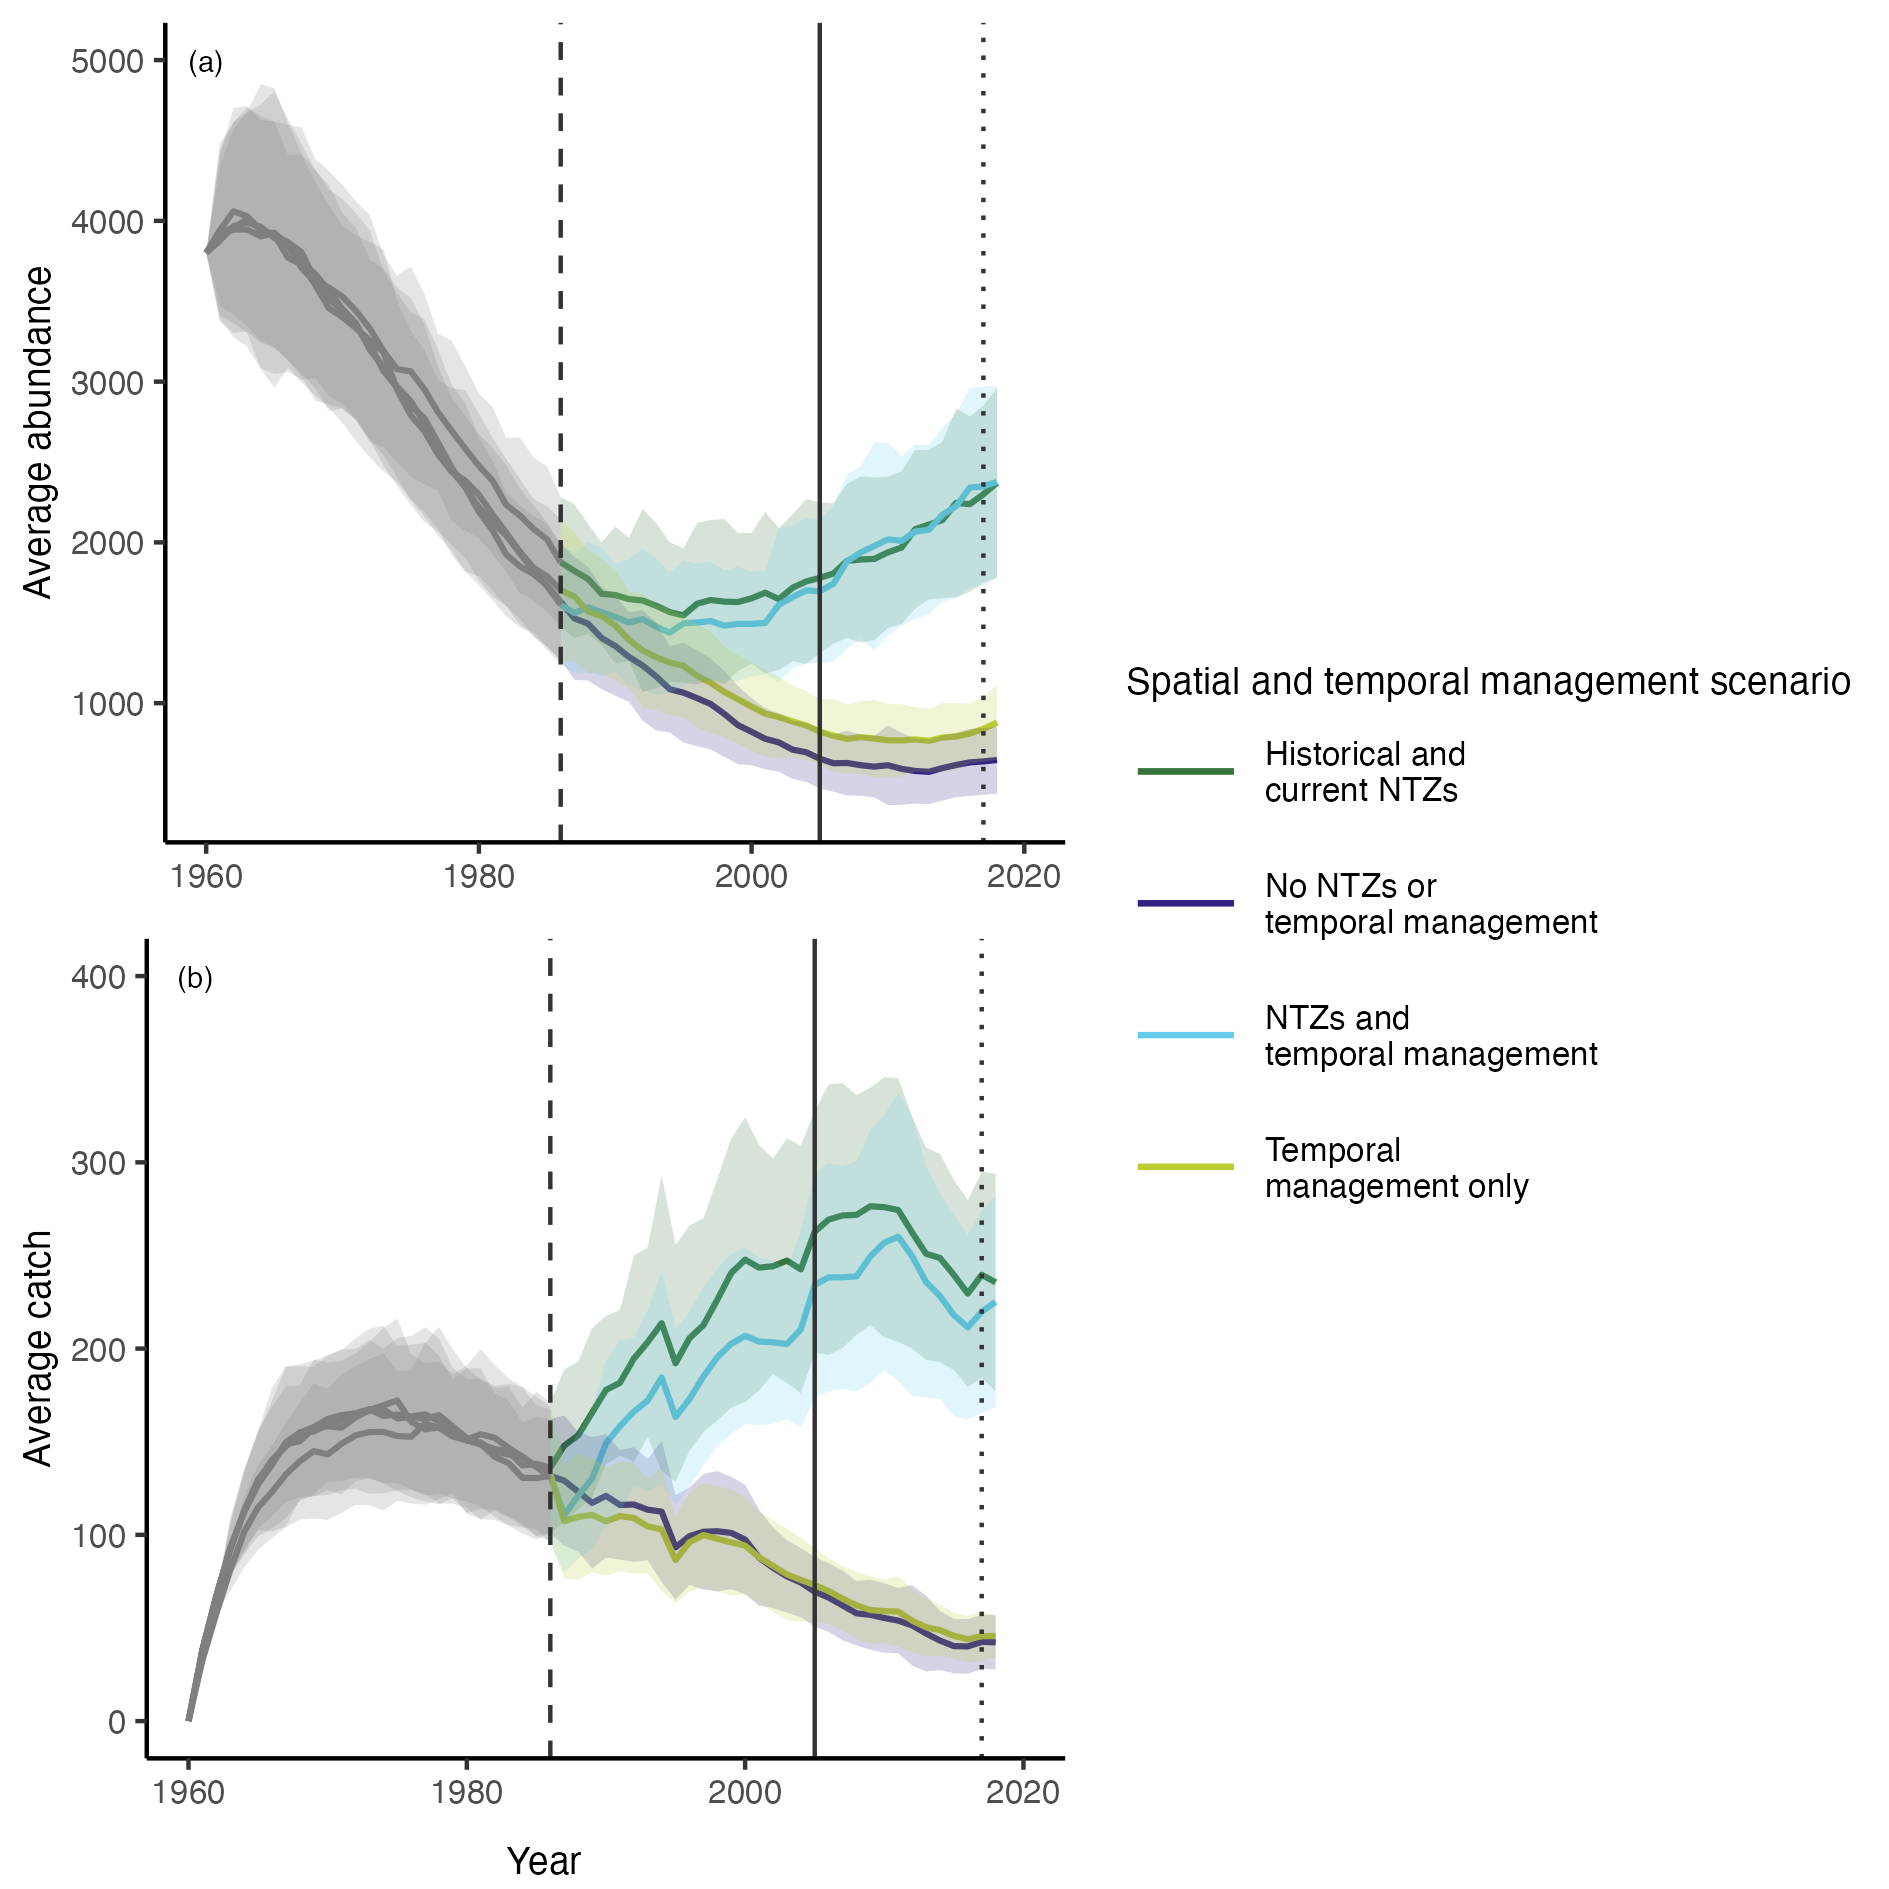 (a)
5000
4000
3000
2000
1000
Average abundance
1960 1980 2000 2020
(b)
400
300
200
100
0
Average catch
1960 1980 2000 2020
Year
Spatial and temporal management scenario
Historical and
current NTZs
No NTZs or
temporal management
NTZs and
temporal management
Temporal
management only